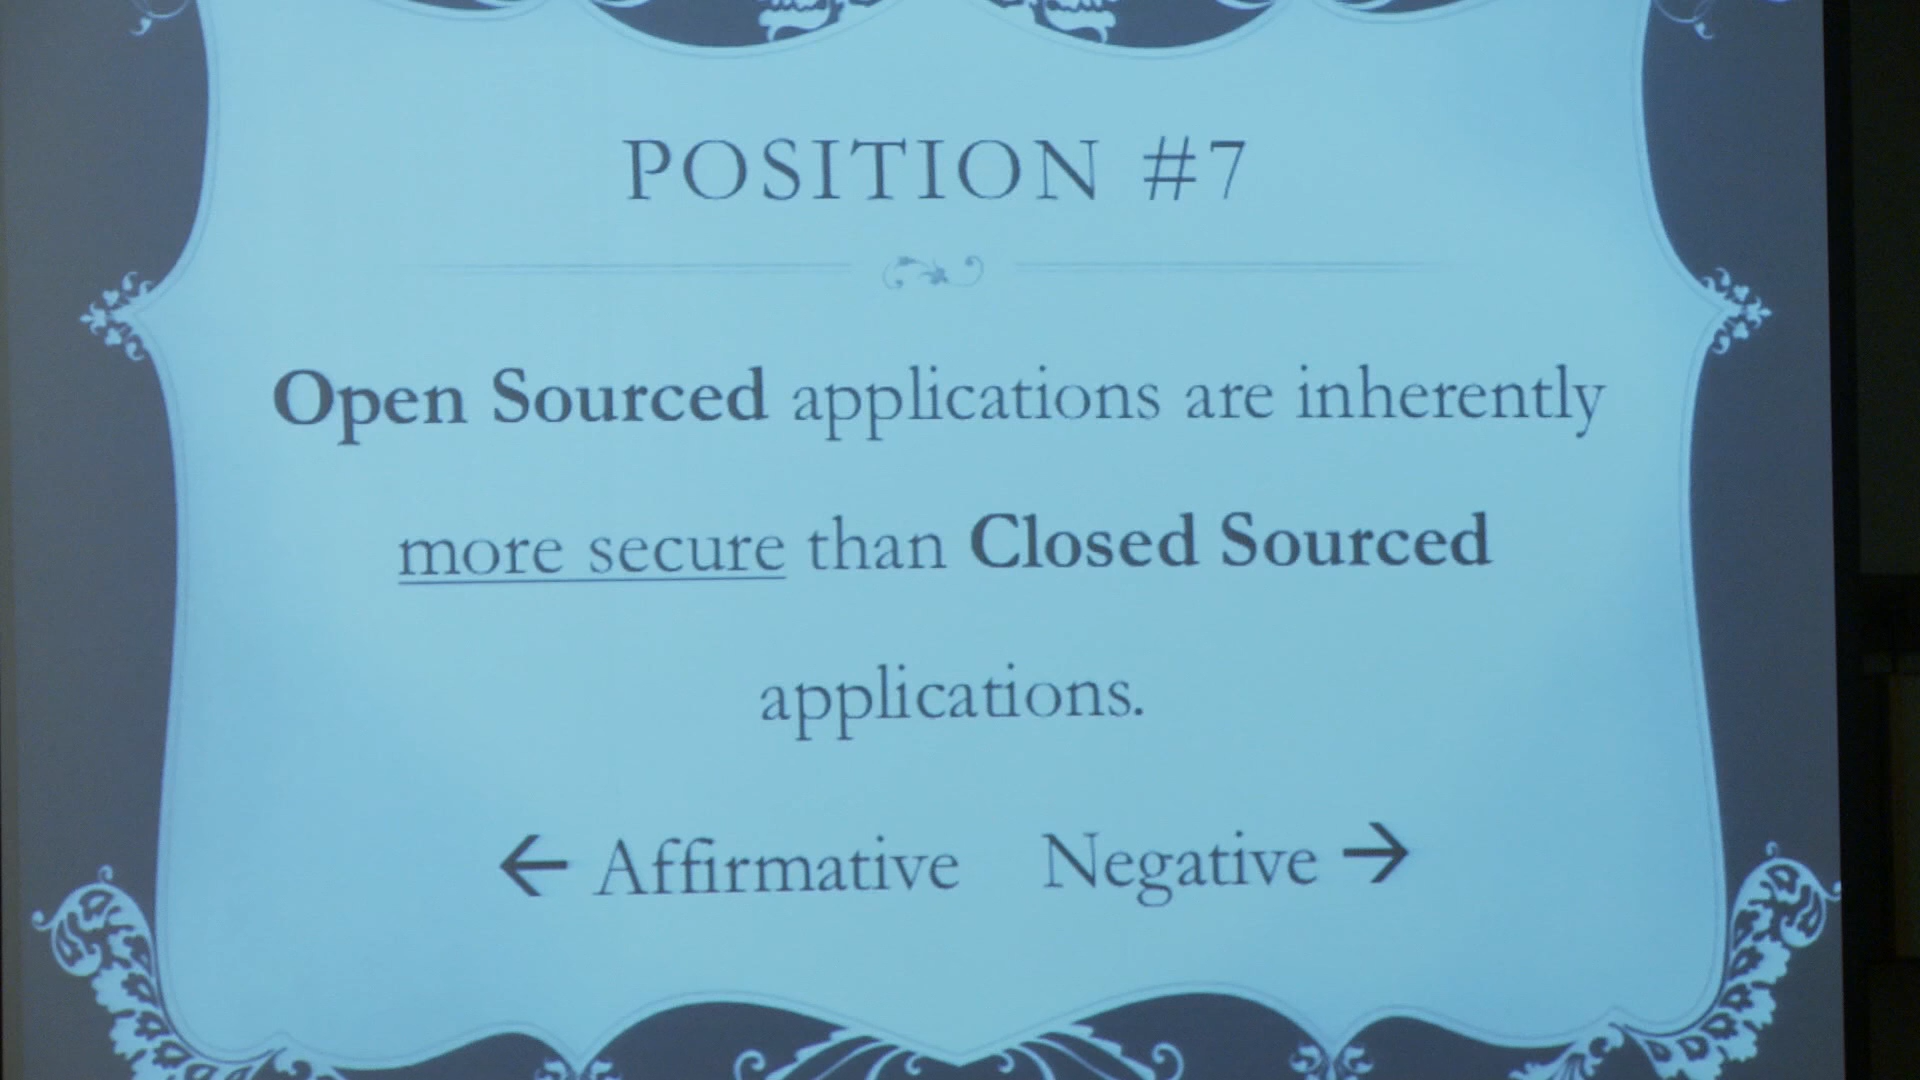 POSITION #7
Open Sourced applications are inherently
more secure than Closed Sourced
applications.
← Affirmative Negative →